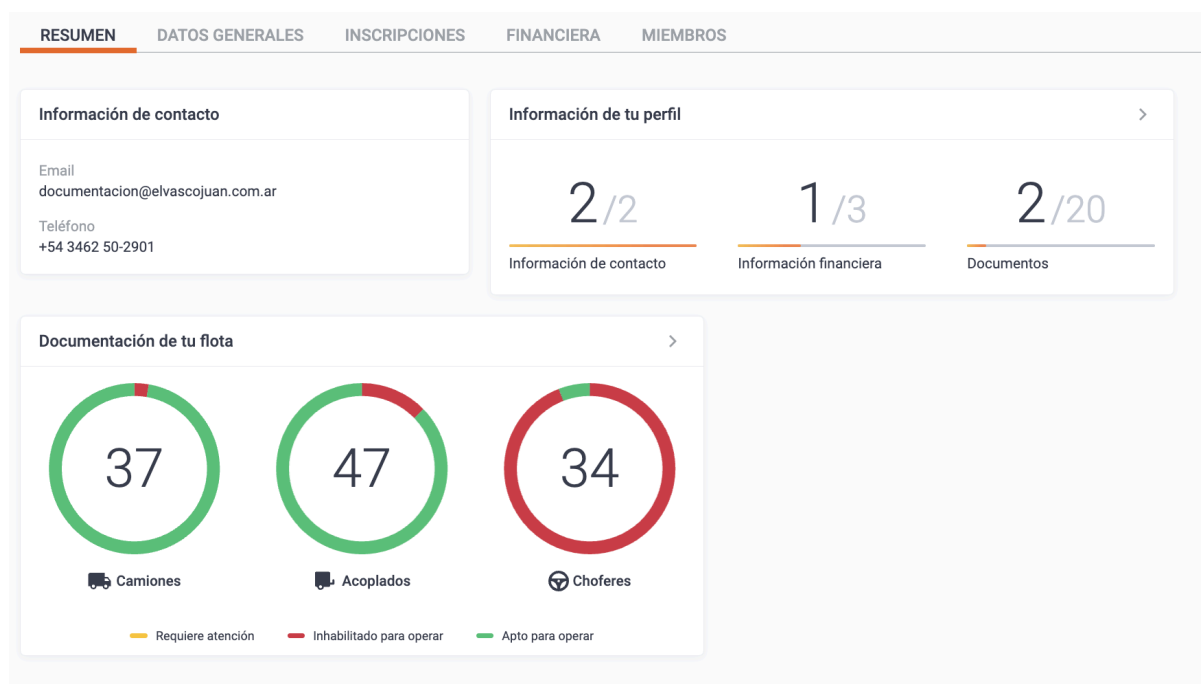 RESUMEN DATOS GENERALES INSCRIPCIONES FINANCIERA MIEMBROS
Información de contacto
Email
documentacion@elvascojuan.com.ar
Teléfono
+54 3462 50-2901
Información de tu perfil
2/2 1/3 2/20
Información de contacto Información financiera Documentos
Documentación de tu flota
37 47 34
Camiones Acoplados Choferes
Requiere atención Inhabilitado para operar Apto para operar